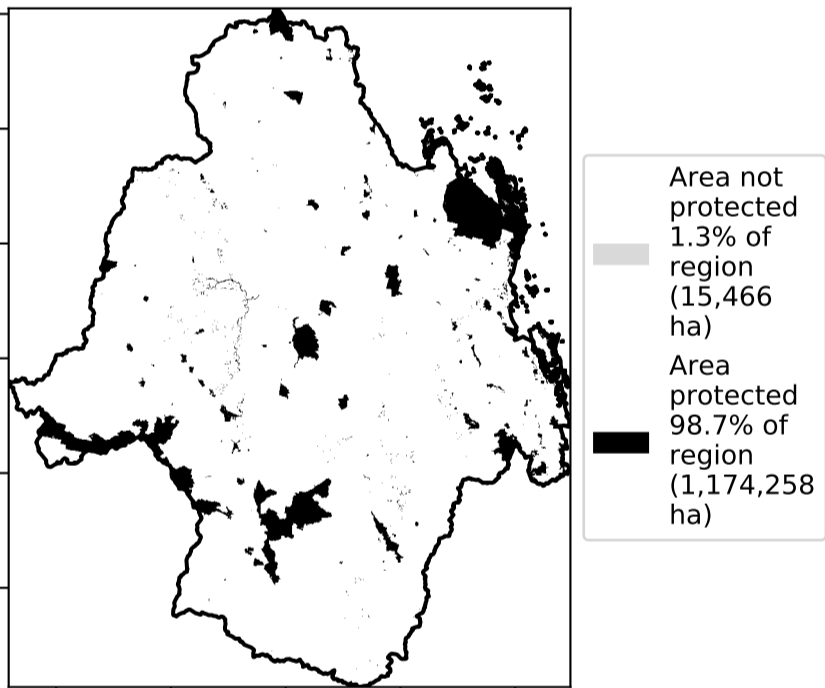 Area not
protected
1.3% of
region
(15,466
ha)
Area
protected
98.7% of
region
(1,174,258
ha)